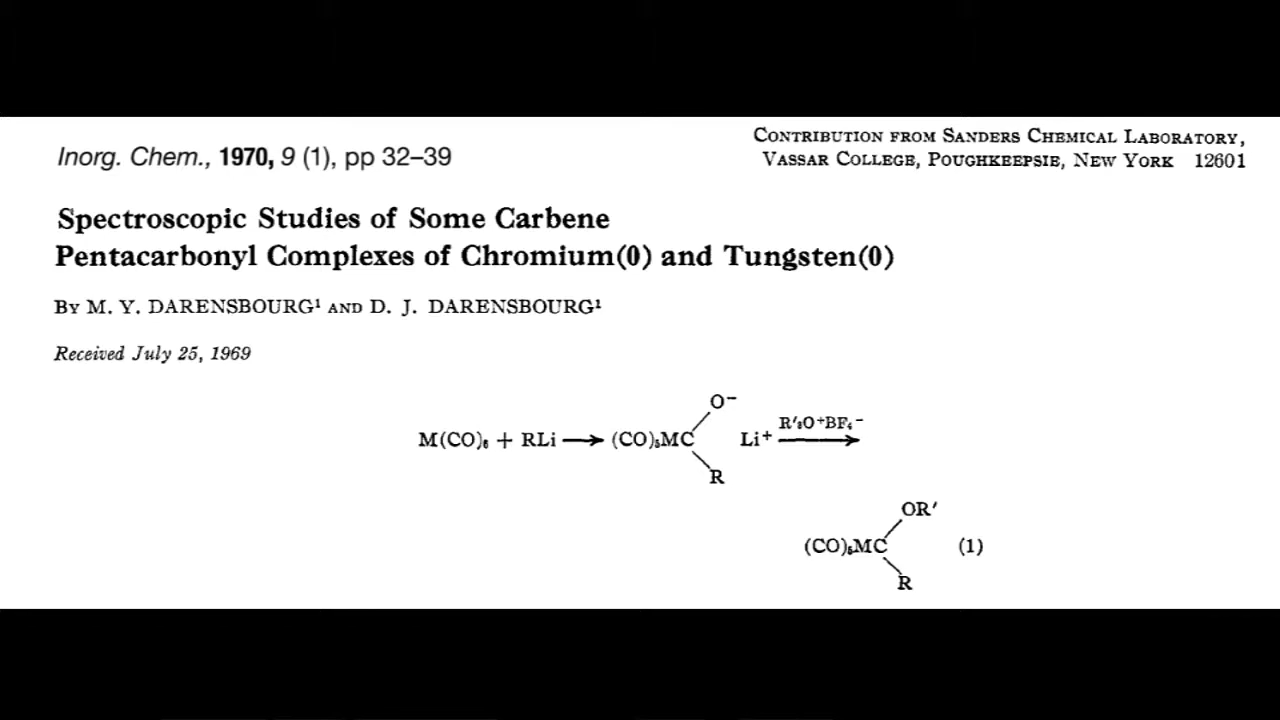 Inorg. Chem., 1970, 9 (1), pp 32–39
CONTRIBUTION FROM SANDERS CHEMICAL LABORATORY,
VASSAR COLLEGE, POUGHKEEPSIE, NEW YORK 12601
Spectroscopic Studies of Some Carbene
Pentacarbonyl Complexes of Chromium(0) and Tungsten(0)
BY M. Y. DARENSBOURG¹ AND D. J. DARENSBOURG¹
Received July 25, 1969
O⁻
R′₃O⁺BF₄⁻
M(CO)₆ + RLi ⟶ (CO)₅MC Li⁺ ⟶
R
OR′
(CO)₅MC (1)
R